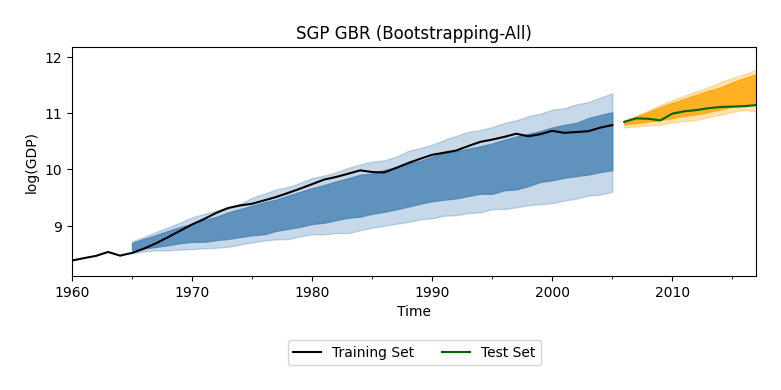 SGP GBR (Bootstrapping-All)
12
11
10
9
log(GDP)
1960 1970 1980 1990 2000 2010
Time
Training Set Test Set